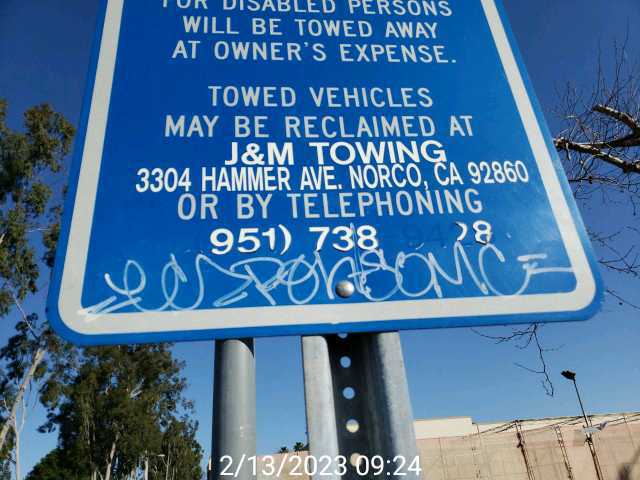 FOR DISABLED PERSONS
WILL BE TOWED AWAY
AT OWNER'S EXPENSE.
TOWED VEHICLES
MAY BE RECLAIMED AT
J&M TOWING
3304 HAMMER AVE. NORCO, CA 92860
OR BY TELEPHONING
951) 738 9428
2/13/2023 09:24